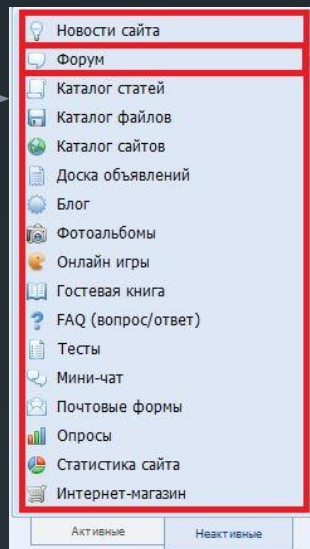 Новости сайта
Форум
Каталог статей
Каталог файлов
Каталог сайтов
Доска объявлений
Блог
Фотоальбомы
Онлайн игры
Гостевая книга
FAQ (вопрос/ответ)
Тесты
Мини-чат
Почтовые формы
Опросы
Статистика сайта
Интернет-магазин
Активные Неактивные